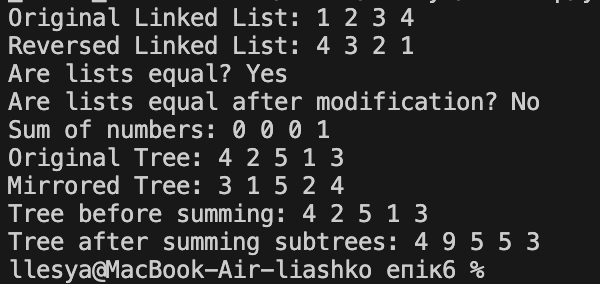 Original Linked List: 1 2 3 4
Reversed Linked List: 4 3 2 1
Are lists equal? Yes
Are lists equal after modification? No
Sum of numbers: 0 0 0 1
Original Tree: 4 2 5 1 3
Mirrored Tree: 3 1 5 2 4
Tree before summing: 4 2 5 1 3
Tree after summing subtrees: 4 9 5 5 3
llesya@MacBook-Air-liashko епік6 %